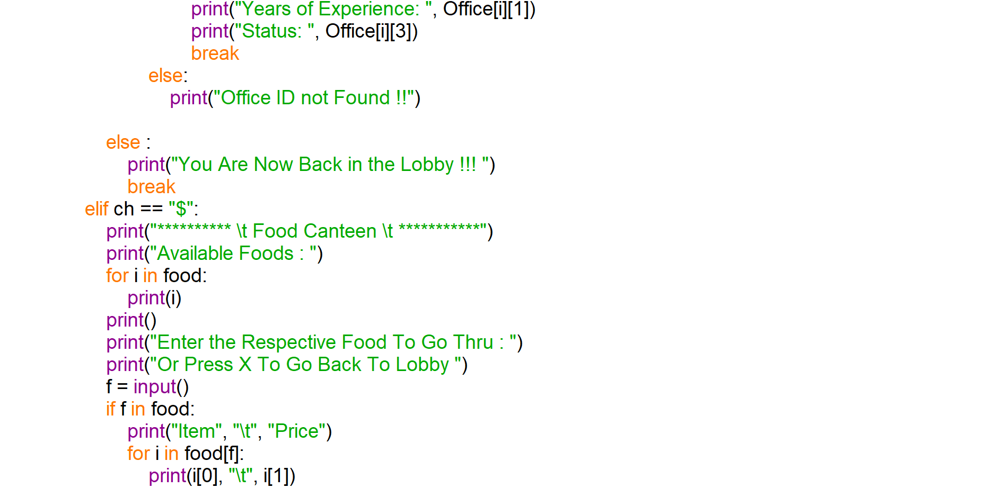 print("Years of Experience: ", Office[i][1])
print("Status: ", Office[i][3])
break
else:
print("Office ID not Found !!")
else :
print("You Are Now Back in the Lobby !!! ")
break
elif ch == "$":
print("********** \t Food Canteen \t ***********")
print("Available Foods : ")
for i in food:
print(i)
print()
print("Enter the Respective Food To Go Thru : ")
print("Or Press X To Go Back To Lobby ")
f = input()
if f in food:
print("Item", "\t", "Price")
for i in food[f]:
print(i[0], "\t", i[1])